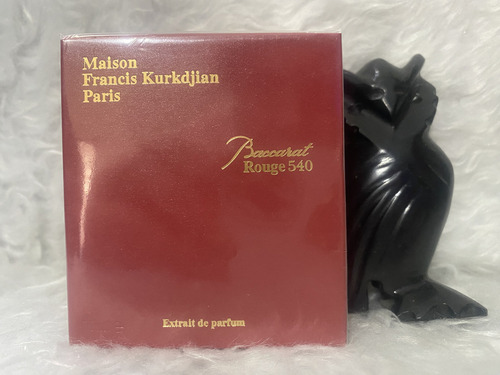 Maison
Francis Kurkdjian
Paris
Baccarat
Rouge 540
Extrait de parfum